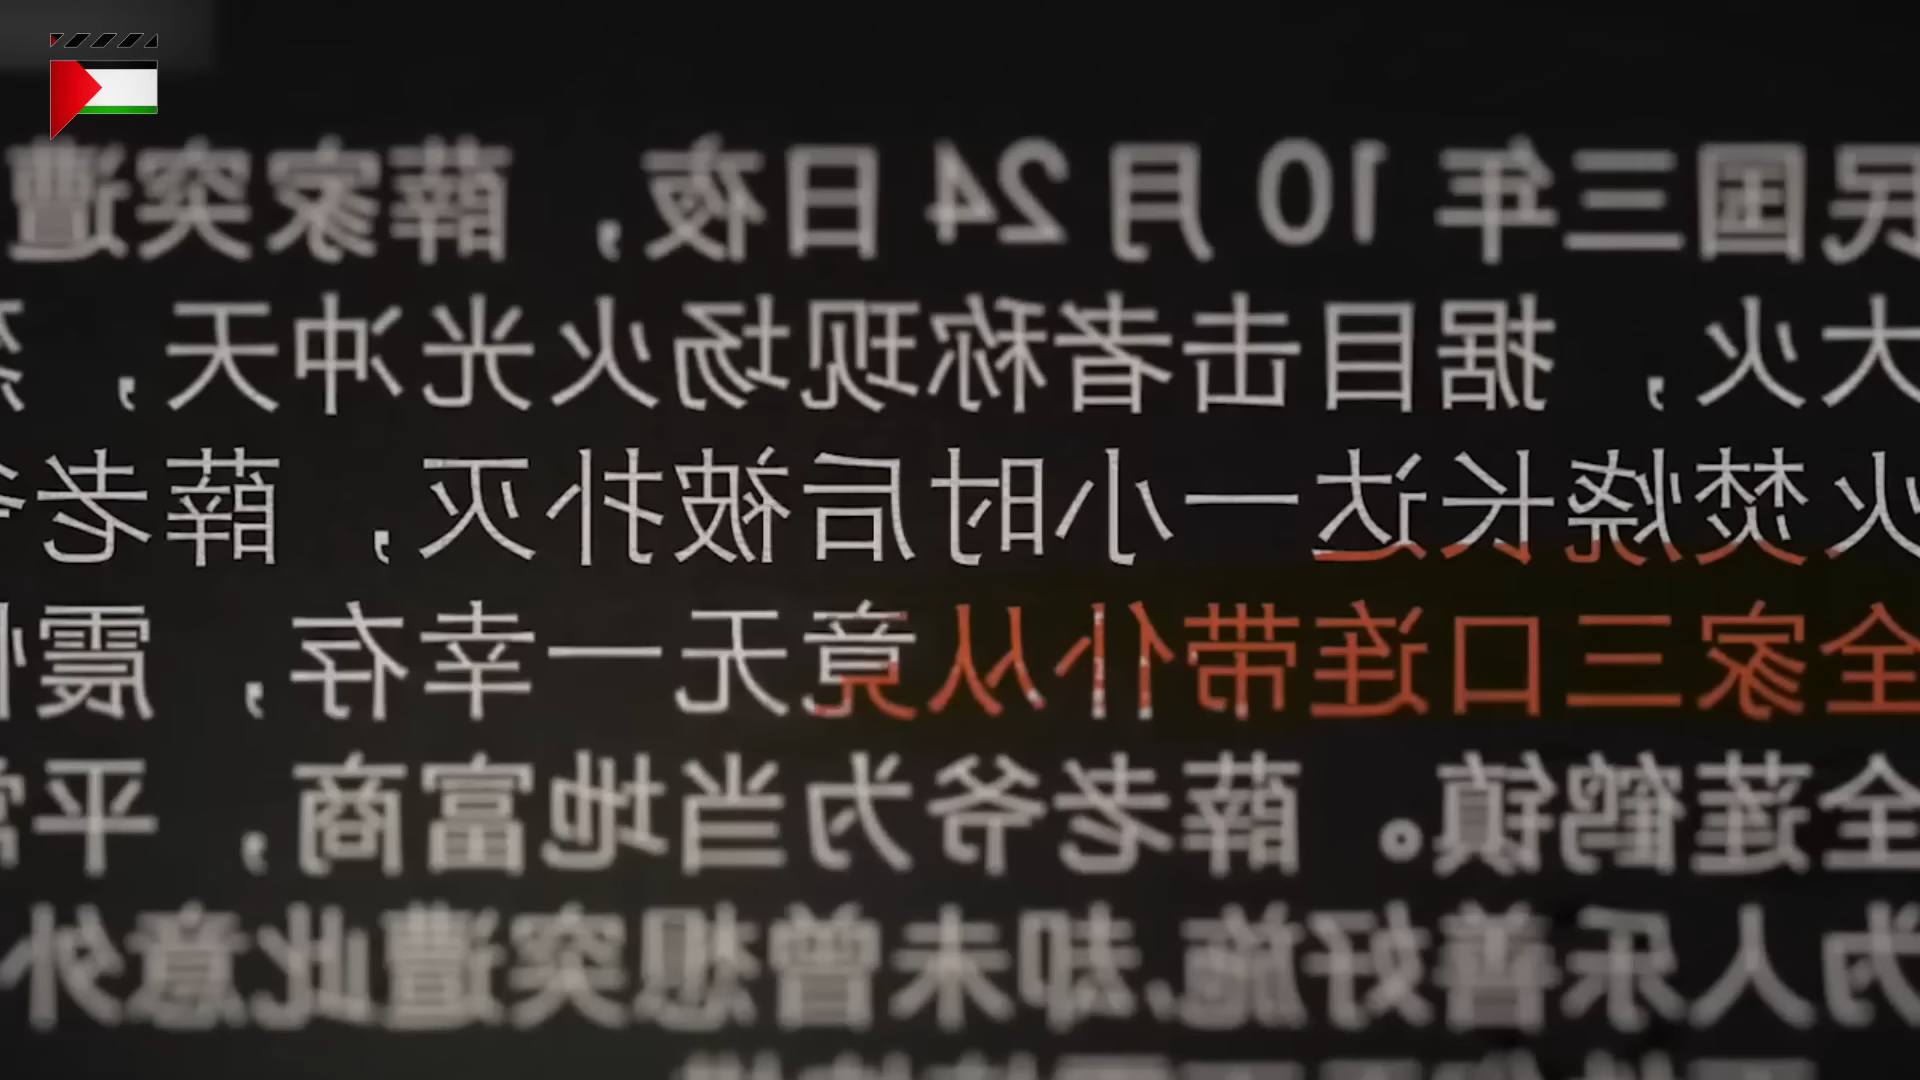 民国三年 10 月 24 日夜，薛家突遭
大火，据目击者称现场火光冲天，
火焚烧长达一小时后被扑灭，薛老爷
全家三口连带仆从竟无一幸存，震
全莲鹤镇。薛老爷为当地富商，平常
为人乐善好施,却未曾想突遭此意外